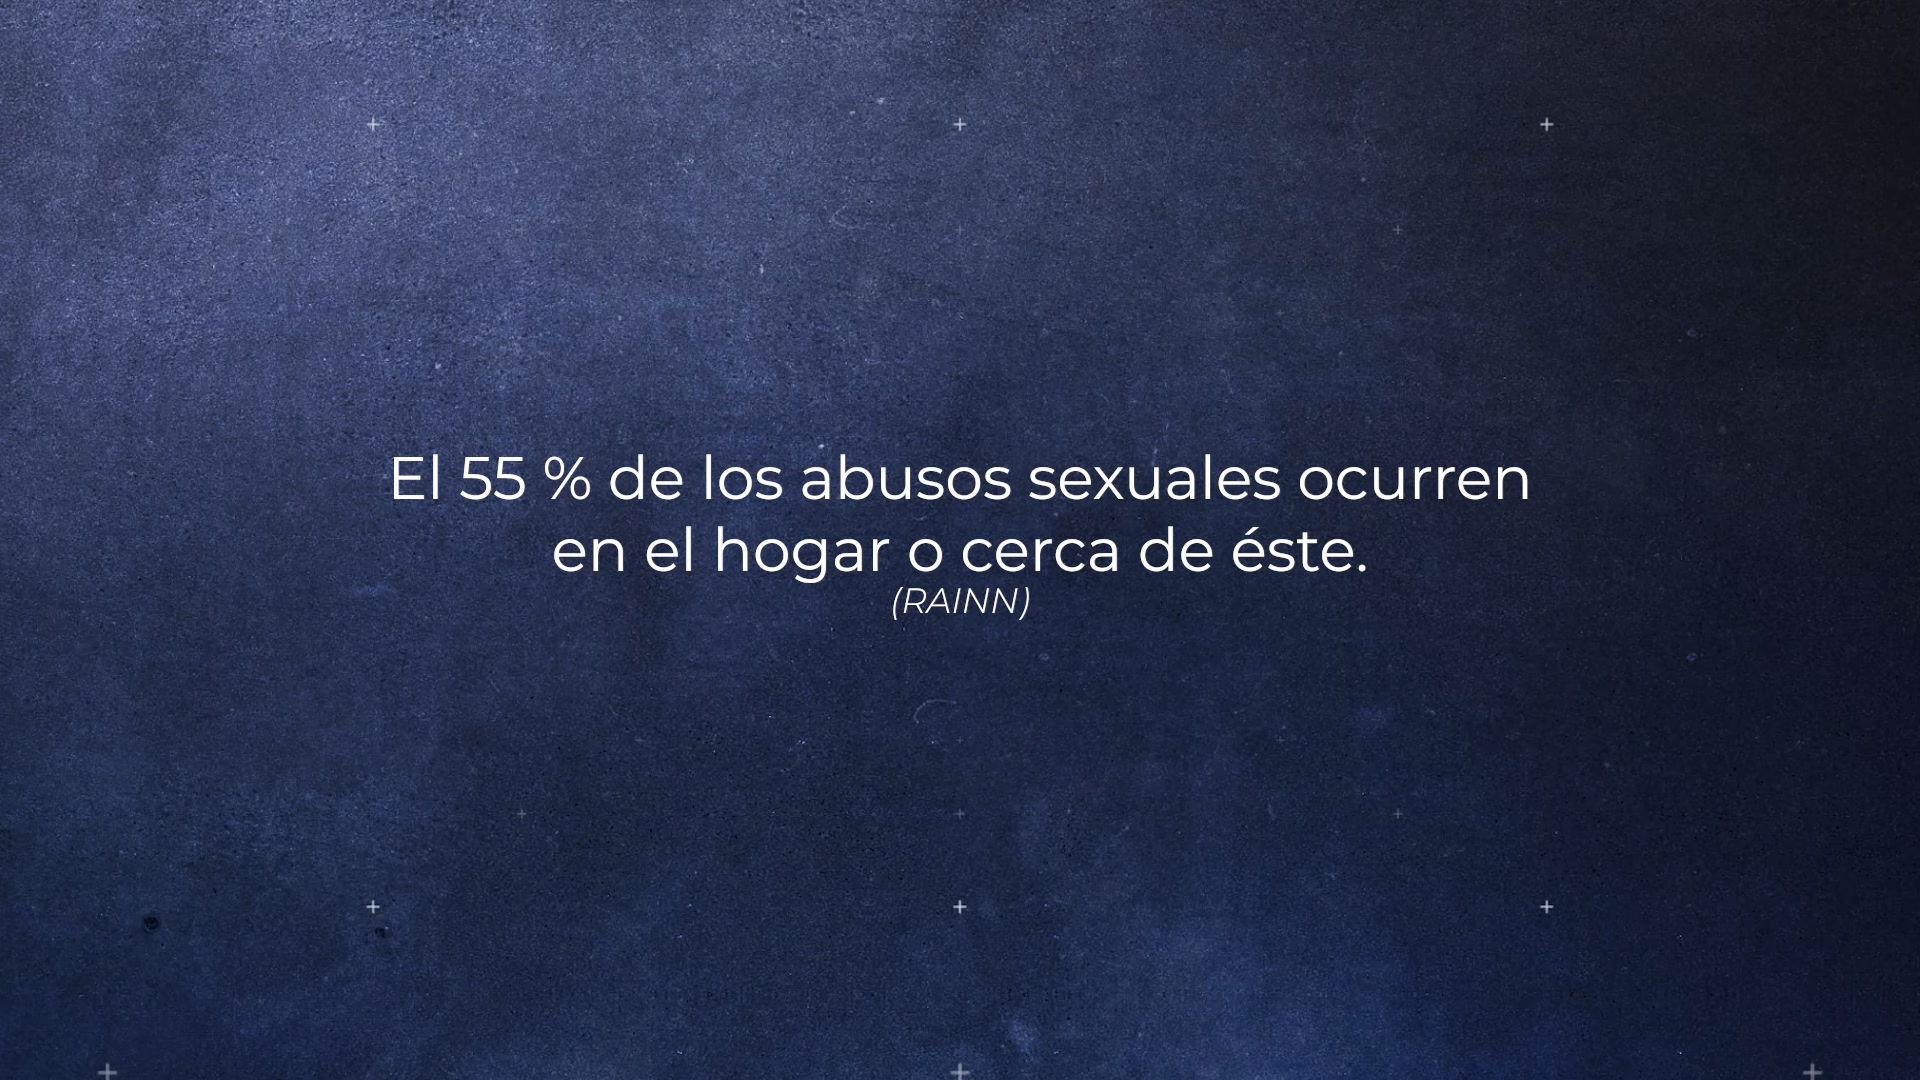 El 55 % de los abusos sexuales ocurren
en el hogar o cerca de éste.
(RAINN)